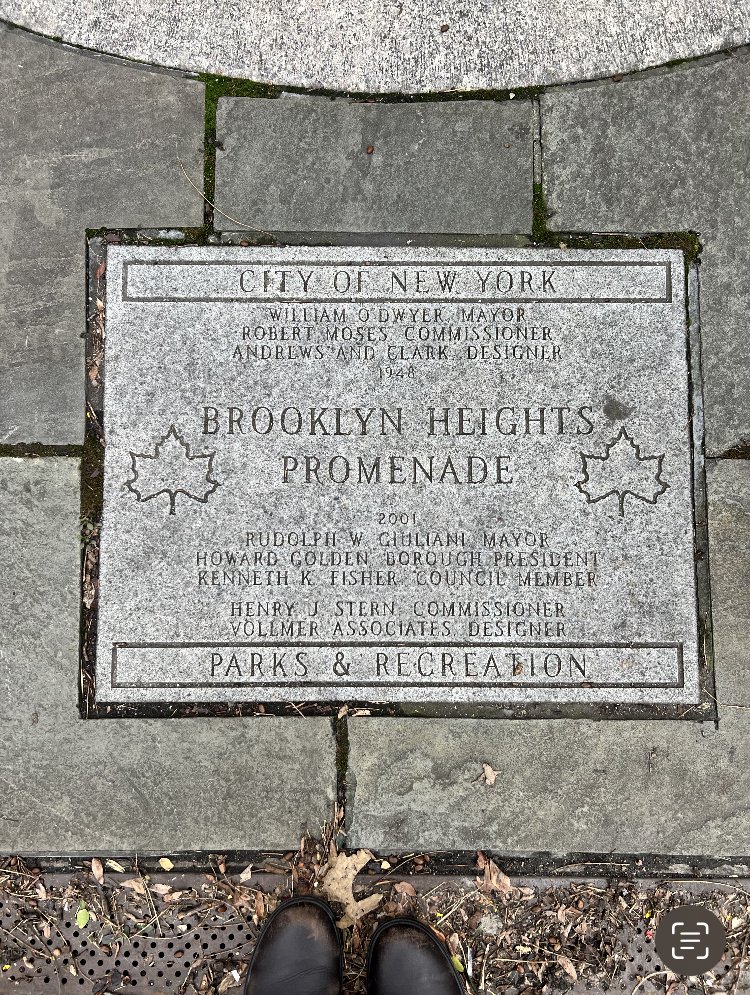 CITY OF NEW YORK
WILLIAM O'DWYER, MAYOR
ROBERT MOSES, COMMISSIONER
ANDREWS AND CLARK, DESIGNER
1948
BROOKLYN HEIGHTS
PROMENADE
2001
RUDOLPH W. GIULIANI, MAYOR
HOWARD GOLDEN, BOROUGH PRESIDENT
KENNETH K. FISHER, COUNCIL MEMBER
HENRY J. STERN, COMMISSIONER
VOLLMER ASSOCIATES, DESIGNER
PARKS & RECREATION